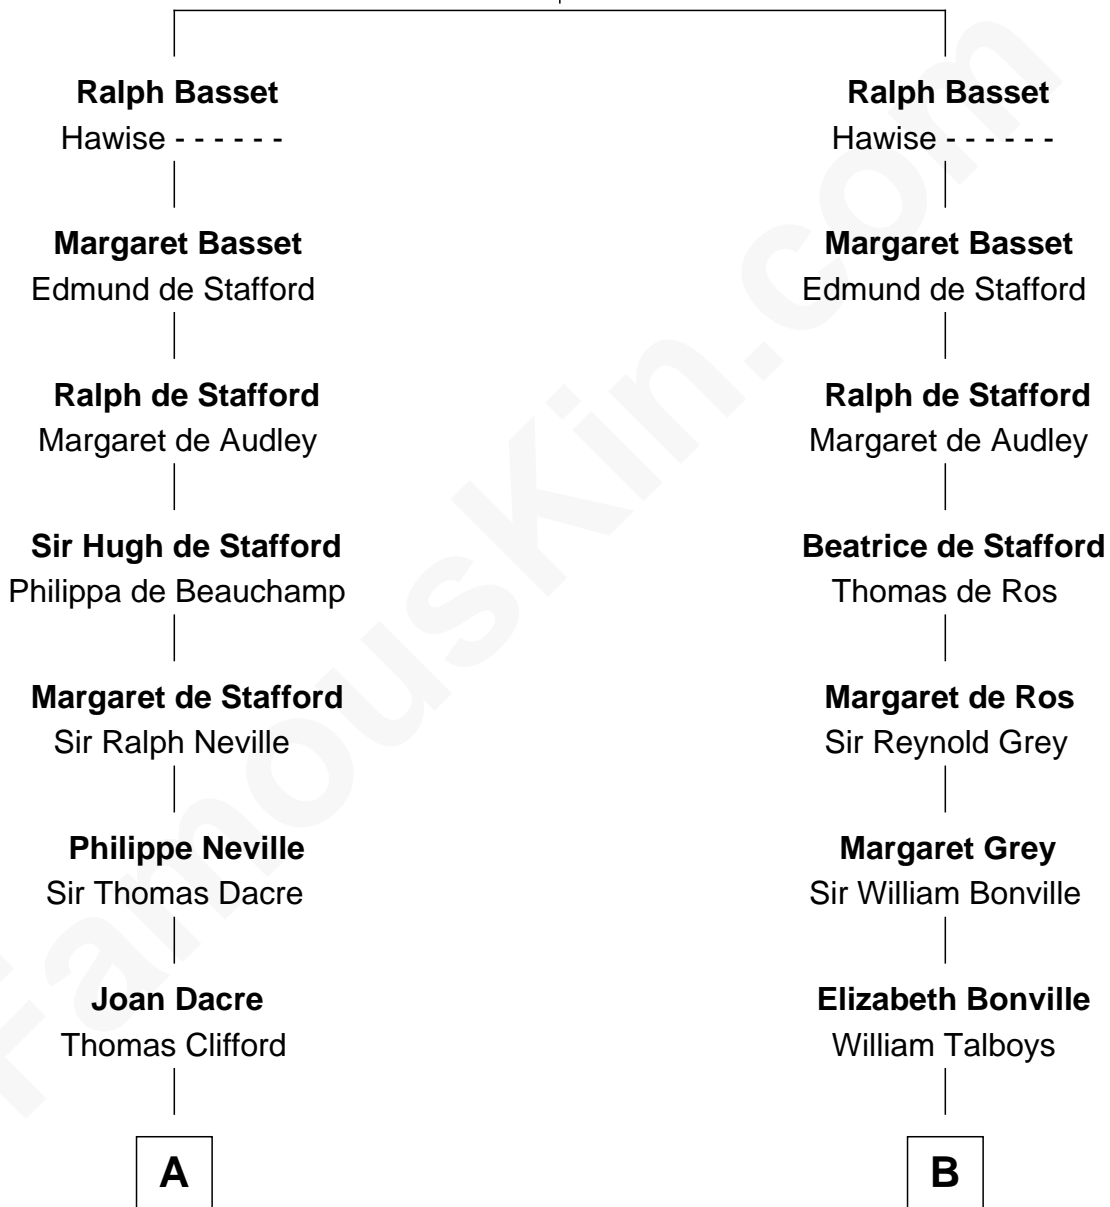 Ralph Basset
Hawise - - - - - -
Margaret Basset
Edmund de Stafford
Ralph de Stafford
Margaret de Audley
Sir Hugh de Stafford
Philippa de Beauchamp
Margaret de Stafford
Sir Ralph Neville
Philippe Neville
Sir Thomas Dacre
Joan Dacre
Thomas Clifford
A
Ralph Basset
Hawise - - - - - -
Margaret Basset
Edmund de Stafford
Ralph de Stafford
Margaret de Audley
Beatrice de Stafford
Thomas de Ros
Margaret de Ros
Sir Reynold Grey
Margaret Grey
Sir William Bonville
Elizabeth Bonville
William Talboys
B
FamousKin.com